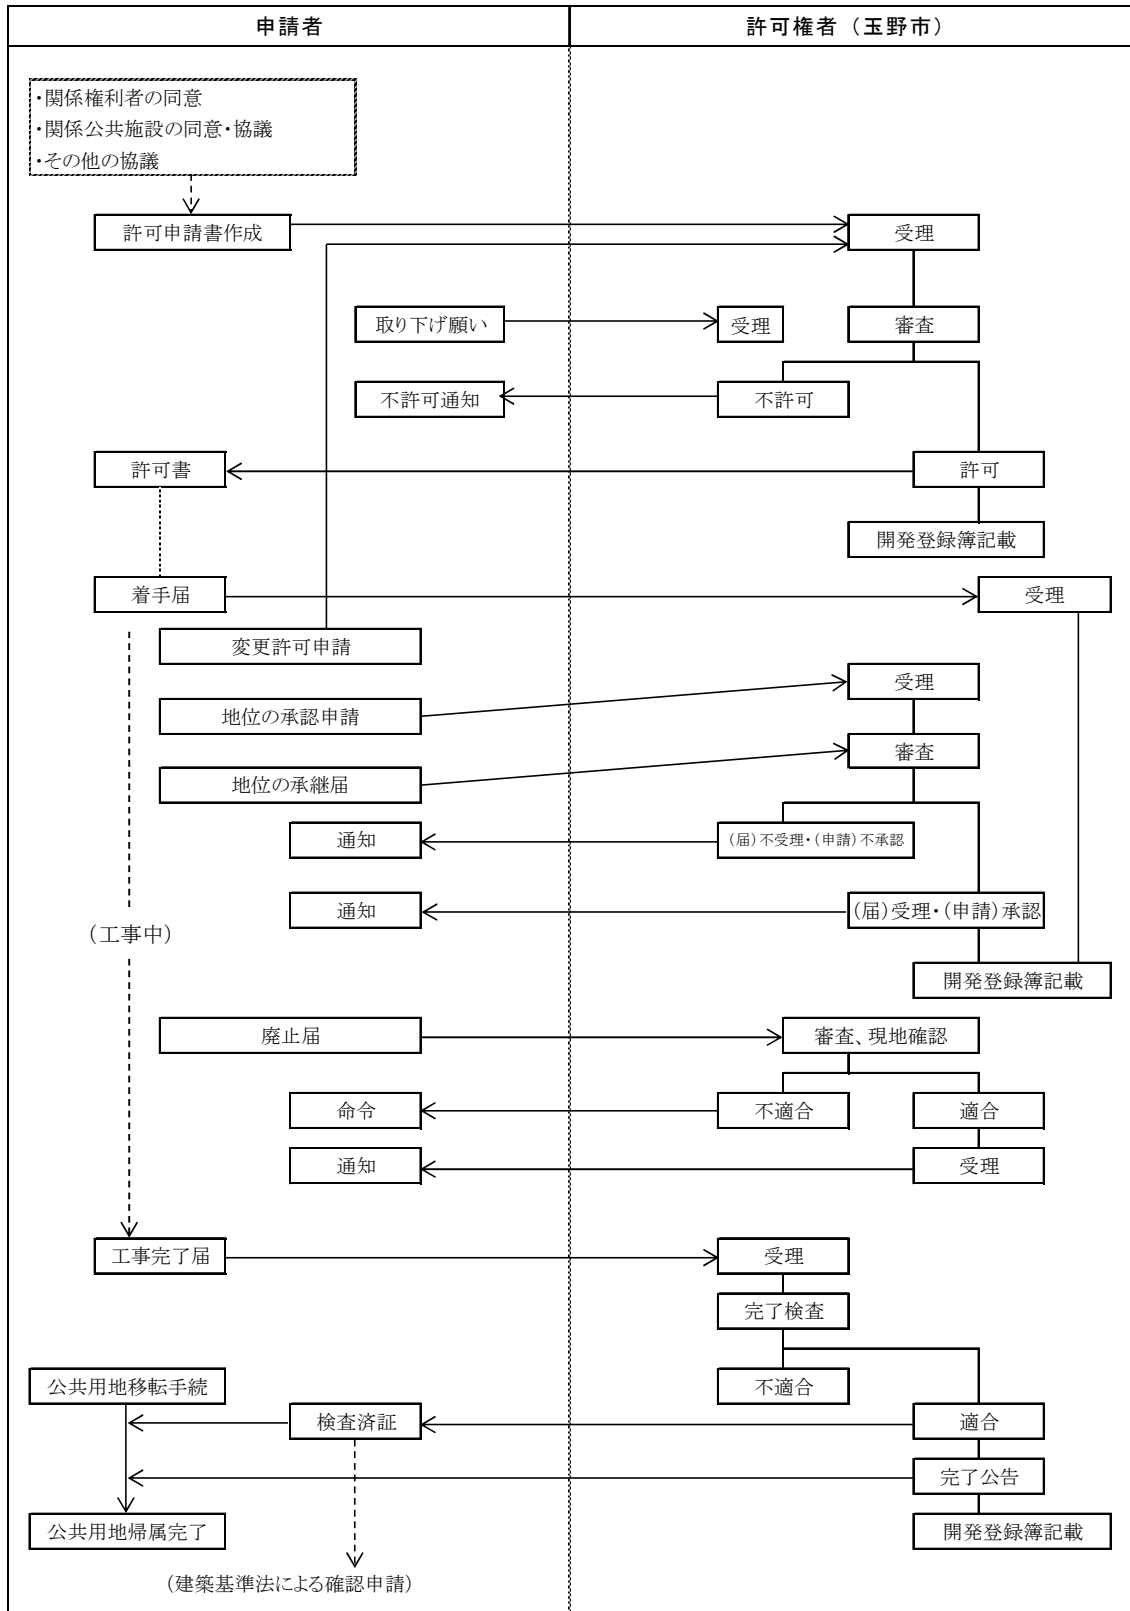 申請者
許可権者（玉野市）
・関係権利者の同意
・関係公共施設の同意・協議
・その他の協議
許可申請書作成
受理
取り下げ願い
受理
審査
不許可通知
不許可
許可書
許可
開発登録簿記載
着手届
受理
変更許可申請
受理
地位の承認申請
審査
地位の承継届
通知
（届）不受理・（申請）不承認
通知
（届）受理・（申請）承認
（工事中）
開発登録簿記載
廃止届
審査、現地確認
命令
不適合
適合
通知
受理
工事完了届
受理
完了検査
公共用地移転手続
不適合
検査済証
適合
完了公告
公共用地帰属完了
開発登録簿記載
（建築基準法による確認申請）